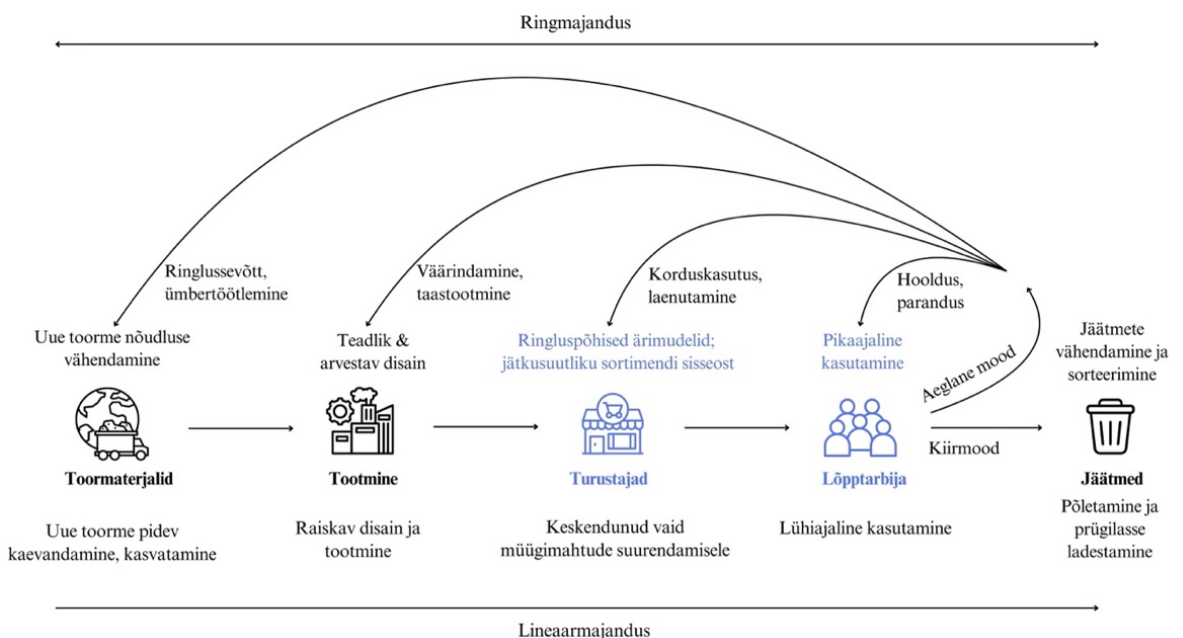 Ringmajandus
Ringlussevõtt,
ümbertöötlemine
Väärindamine,
taastootmine
Korduskasutus,
laenutamine
Hooldus,
parandus
Uue toorme nõudluse
vähendamine
Teadlik &
arvestav disain
Ringluspõhised ärimudelid;
jätkusuutliku sortimendi sisseost
Pikaajaline
kasutamine
Aeglane mood
Kiirmood
Jäätmete
vähendamine ja
sorteerimine
Toormaterjalid
Tootmine
Turustajad
Lõpptarbija
Jäätmed
Uue toorme pidev
kaevandamine, kasvatamine
Raiskav disain ja
tootmine
Keskendunud vaid
müügimahtude suurendamisele
Lühiajaline kasutamine
Põletamine ja
prügilasse
ladestamine
Lineaarmajandus